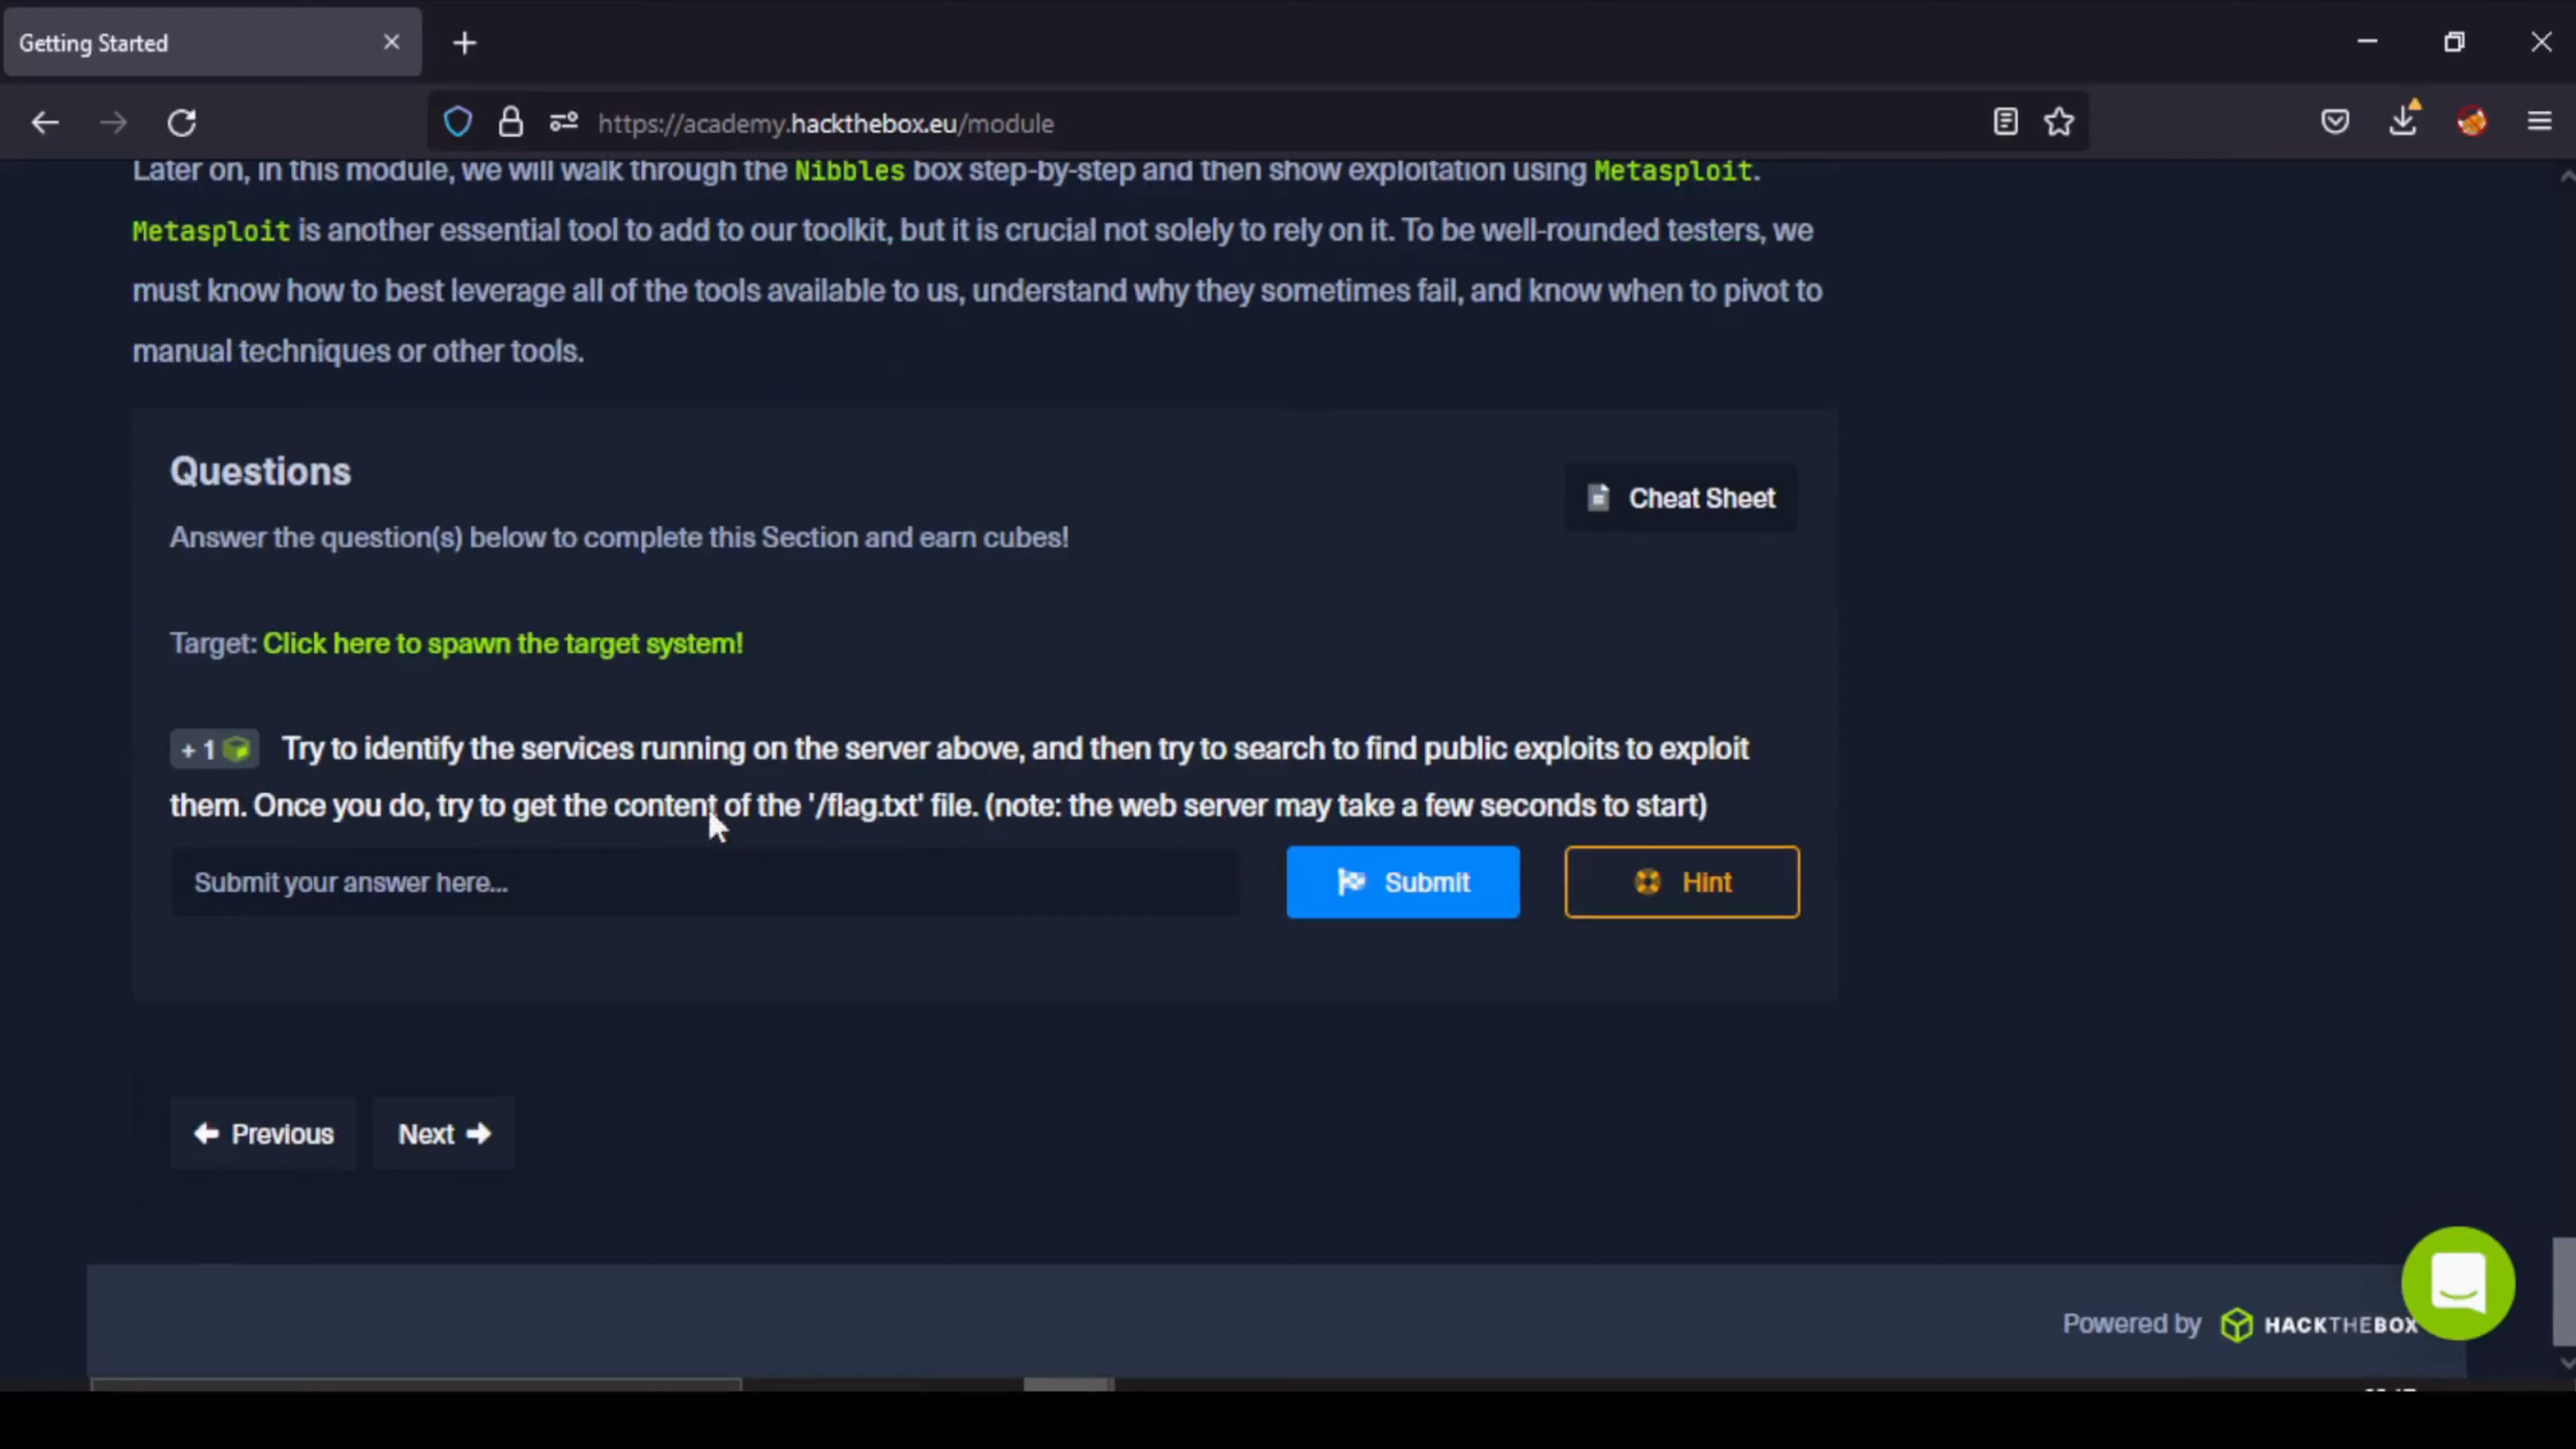 Getting Started
https://academy.hackthebox.eu/module
Later on, in this module, we will walk through the Nibbles box step-by-step and then show exploitation using Metasploit.
Metasploit is another essential tool to add to our toolkit, but it is crucial not solely to rely on it. To be well-rounded testers, we
must know how to best leverage all of the tools available to us, understand why they sometimes fail, and know when to pivot to
manual techniques or other tools.
Questions
Cheat Sheet
Answer the question(s) below to complete this Section and earn cubes!
Target: Click here to spawn the target system!
+ 1 Try to identify the services running on the server above, and then try to search to find public exploits to exploit
them. Once you do, try to get the content of the '/flag.txt' file. (note: the web server may take a few seconds to start)
Submit your answer here...
Submit
Hint
Previous
Next
Powered by HACKTHEBOX